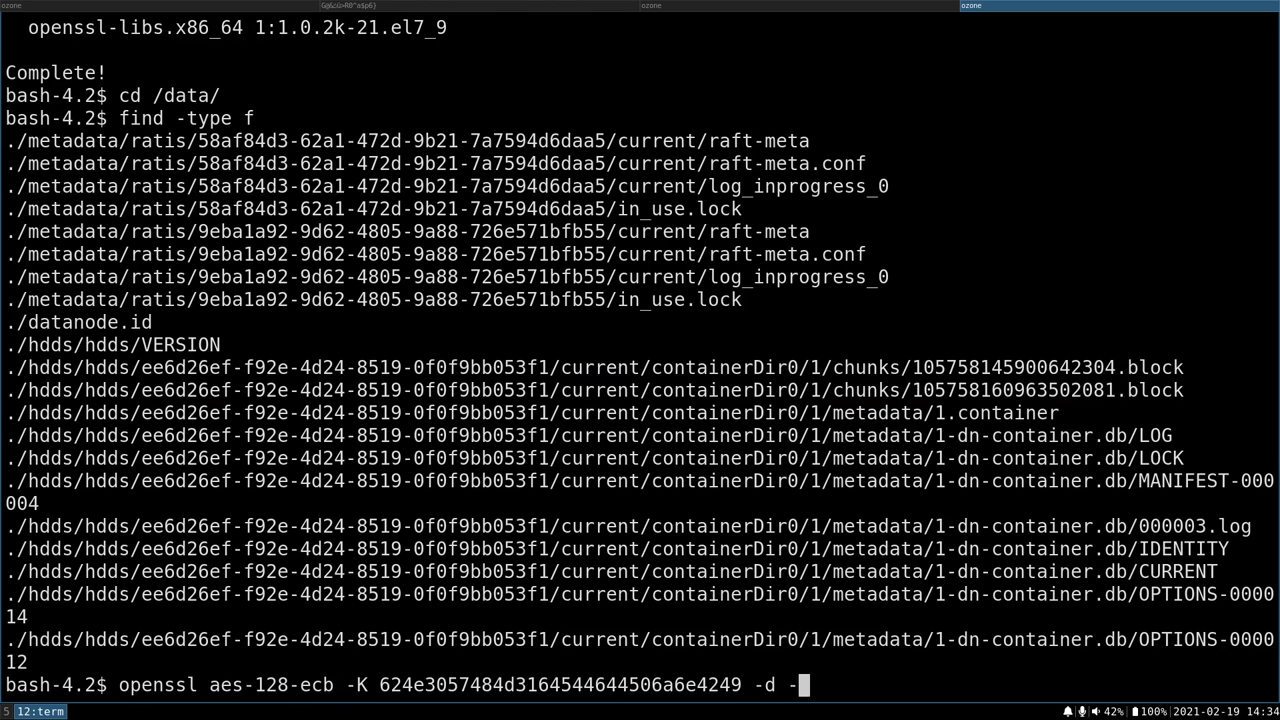 ozone
ozone
ozone
openssl-libs.x86_64 1:1.0.2k-21.el7_9
Complete!
bash-4.2$ cd /data/
bash-4.2$ find -type f
./metadata/ratis/58af84d3-62a1-472d-9b21-7a7594d6daa5/current/raft-meta
./metadata/ratis/58af84d3-62a1-472d-9b21-7a7594d6daa5/current/raft-meta.conf
./metadata/ratis/58af84d3-62a1-472d-9b21-7a7594d6daa5/current/log_inprogress_0
./metadata/ratis/58af84d3-62a1-472d-9b21-7a7594d6daa5/in_use.lock
./metadata/ratis/9eba1a92-9d62-4805-9a88-726e571bfb55/current/raft-meta
./metadata/ratis/9eba1a92-9d62-4805-9a88-726e571bfb55/current/raft-meta.conf
./metadata/ratis/9eba1a92-9d62-4805-9a88-726e571bfb55/current/log_inprogress_0
./metadata/ratis/9eba1a92-9d62-4805-9a88-726e571bfb55/in_use.lock
./datanode.id
./hdds/hdds/VERSION
./hdds/hdds/ee6d26ef-f92e-4d24-8519-0f0f9bb053f1/current/containerDir0/1/chunks/105758145900642304.block
./hdds/hdds/ee6d26ef-f92e-4d24-8519-0f0f9bb053f1/current/containerDir0/1/chunks/105758160963502081.block
./hdds/hdds/ee6d26ef-f92e-4d24-8519-0f0f9bb053f1/current/containerDir0/1/metadata/1.container
./hdds/hdds/ee6d26ef-f92e-4d24-8519-0f0f9bb053f1/current/containerDir0/1/metadata/1-dn-container.db/LOG
./hdds/hdds/ee6d26ef-f92e-4d24-8519-0f0f9bb053f1/current/containerDir0/1/metadata/1-dn-container.db/LOCK
./hdds/hdds/ee6d26ef-f92e-4d24-8519-0f0f9bb053f1/current/containerDir0/1/metadata/1-dn-container.db/MANIFEST-000
004
./hdds/hdds/ee6d26ef-f92e-4d24-8519-0f0f9bb053f1/current/containerDir0/1/metadata/1-dn-container.db/000003.log
./hdds/hdds/ee6d26ef-f92e-4d24-8519-0f0f9bb053f1/current/containerDir0/1/metadata/1-dn-container.db/IDENTITY
./hdds/hdds/ee6d26ef-f92e-4d24-8519-0f0f9bb053f1/current/containerDir0/1/metadata/1-dn-container.db/CURRENT
./hdds/hdds/ee6d26ef-f92e-4d24-8519-0f0f9bb053f1/current/containerDir0/1/metadata/1-dn-container.db/OPTIONS-0000
14
./hdds/hdds/ee6d26ef-f92e-4d24-8519-0f0f9bb053f1/current/containerDir0/1/metadata/1-dn-container.db/OPTIONS-0000
12
bash-4.2$ openssl aes-128-ecb -K 624e3057484d3164544644506a6e4249 -d -
5 12:term 42% 100% 2021-02-19 14:34